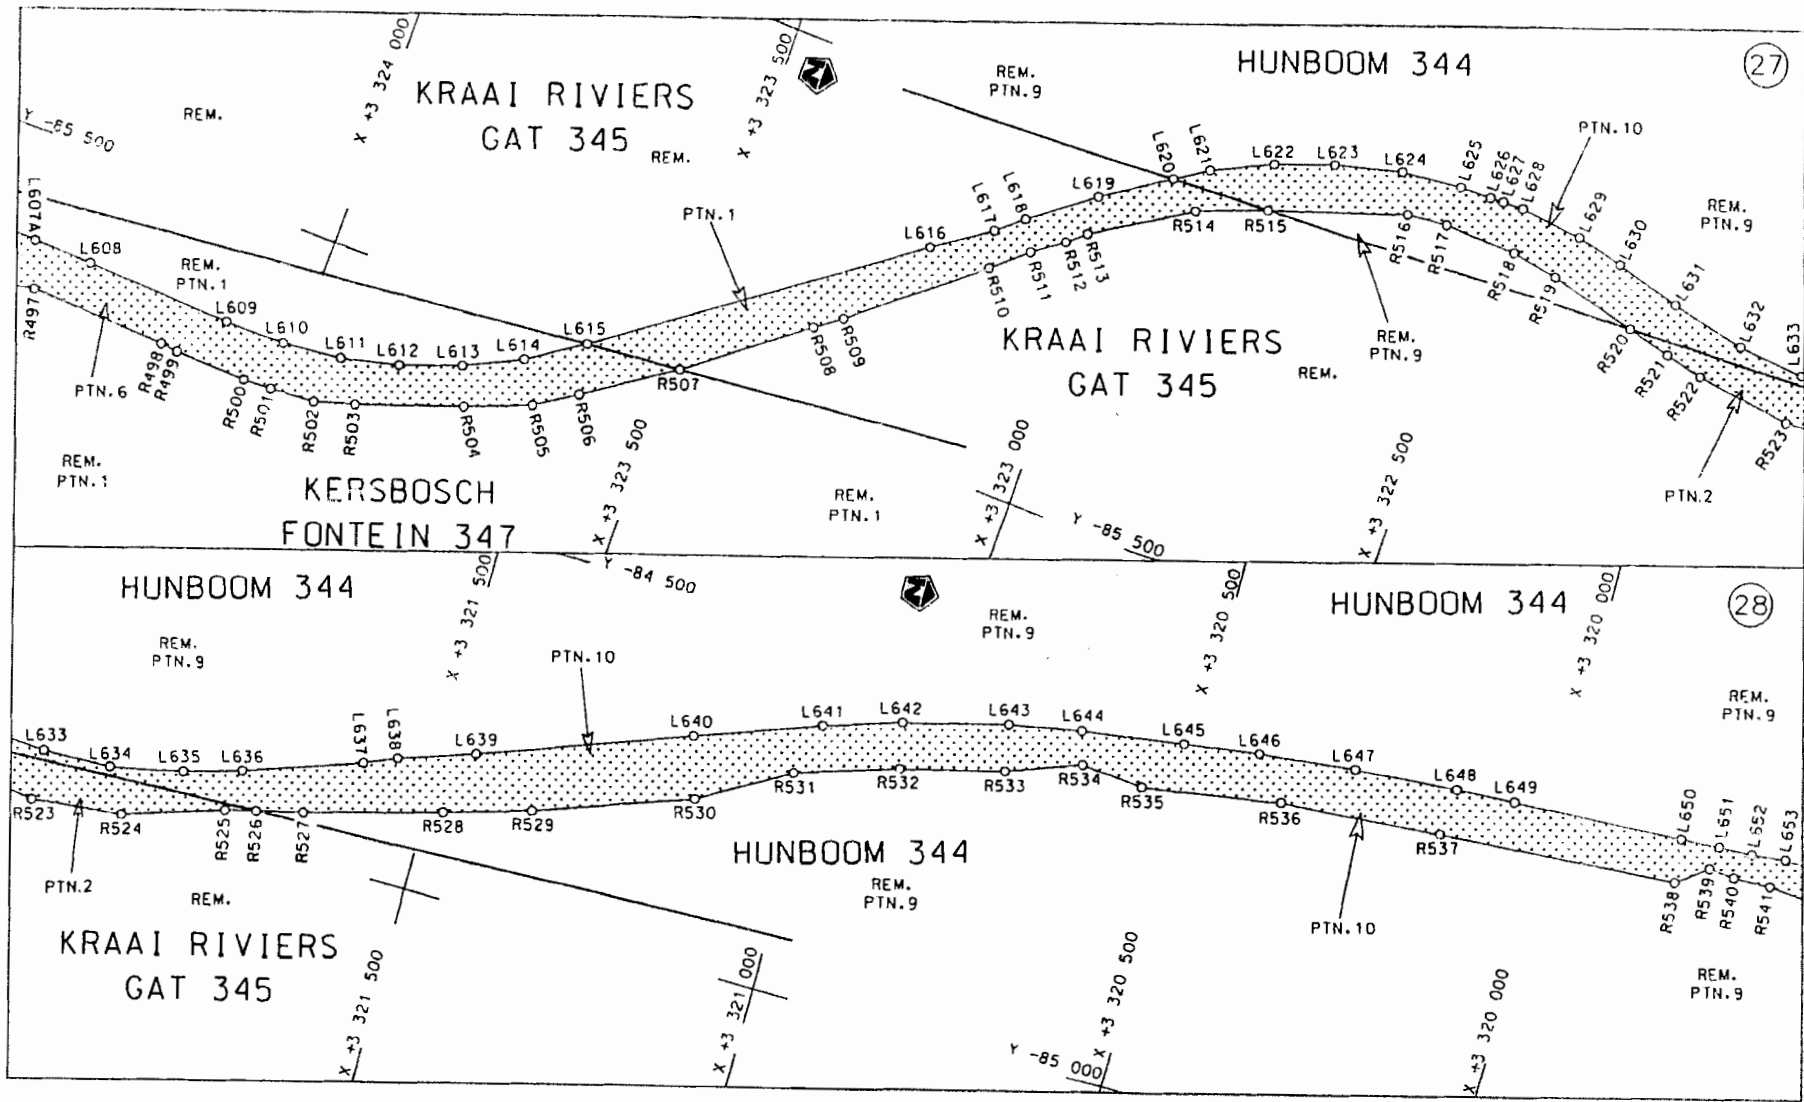 HUNBOOM 344
27
KRAAI RIVIERS
GAT 345
REM.
REM.
REM.
PTN.9
PTN.10
REM.
PTN.9
X +3 324 000
X +3 323 500
Y -85 500
N
L607A
L608
L609
L610
L611
L612
L613
L614
L615
L616
L617
L618
L619
L620
L621
L622
L623
L624
L625
L626
L627
L628
L629
L630
L631
L632
L633
REM.
PTN.1
PTN.1
PTN.6
R497
R498
R499
R500
R501
R502
R503
R504
R505
R506
R507
R508
R509
R510
R511
R512
R513
R514
R515
R516
R517
R518
R519
R520
R521
R522
R523
KRAAI RIVIERS
GAT 345
REM.
REM.
PTN.9
PTN.2
REM.
PTN.1
KERSBOSCH
FONTEIN 347
REM.
PTN.1
X +3 323 500
X +3 323 000
Y -85 500
X +3 322 500
HUNBOOM 344
X +3 321 500
Y -84 500
N
REM.
PTN.9
X +3 320 500
HUNBOOM 344
X +3 320 000
28
REM.
PTN.9
PTN.10
REM.
PTN.9
L633
L634
L635
L636
L637
L638
L639
L640
L641
L642
L643
L644
L645
L646
L647
L648
L649
L650
L651
L652
L653
R523
R524
R525
R526
R527
R528
R529
R530
R531
R532
R533
R534
R535
R536
R537
R538
R539
R540
R541
PTN.2
REM.
KRAAI RIVIERS
GAT 345
HUNBOOM 344
REM.
PTN.9
PTN.10
REM.
PTN.9
X +3 321 500
X +3 321 000
Y -85 000
X +3 320 500
X +3 320 000